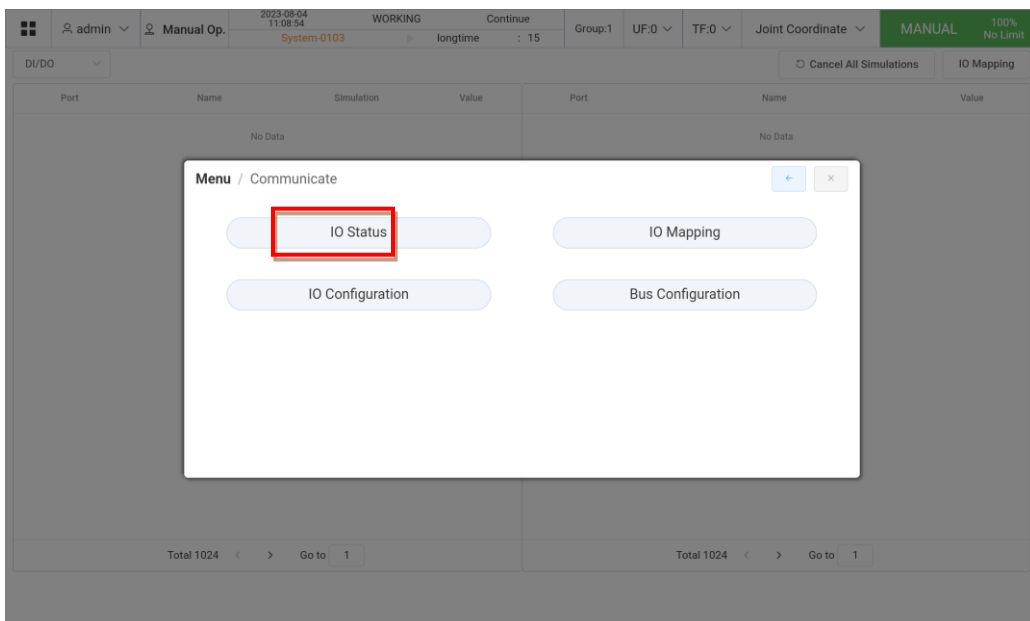 admin
Manual Op.
2023-08-04
11:08:54
System-0103
WORKING
Continue
longtime : 15
Group:1
UF:0
TF:0
Joint Coordinate
MANUAL
100%
No Limit
DI/DO
Cancel All Simulations
IO Mapping
Port Name Simulation Value
Port Name Value
No Data
No Data
Menu / Communicate
IO Status
IO Mapping
IO Configuration
Bus Configuration
Total 1024 < > Go to 1
Total 1024 < > Go to 1